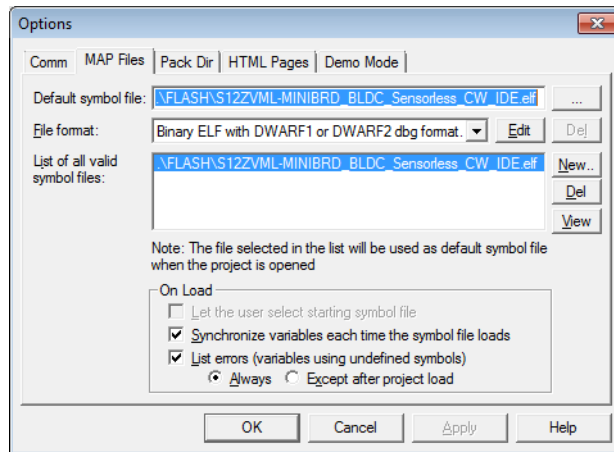 Options
Comm MAP Files Pack Dir HTML Pages Demo Mode
Default symbol file: .\FLASH\S12ZVML-MINIBRD_BLDC_Sensorless_CW_IDE.elf ...
File format: Binary ELF with DWARF1 or DWARF2 dbg format. Edit Del
List of all valid .\FLASH\S12ZVML-MINIBRD_BLDC_Sensorless_CW_IDE.elf New..
symbol files:
Del
View
Note: The file selected in the list will be used as default symbol file
when the project is opened
On Load
Let the user select starting symbol file
Synchronize variables each time the symbol file loads
List errors (variables using undefined symbols)
Always Except after project load
OK Cancel Apply Help